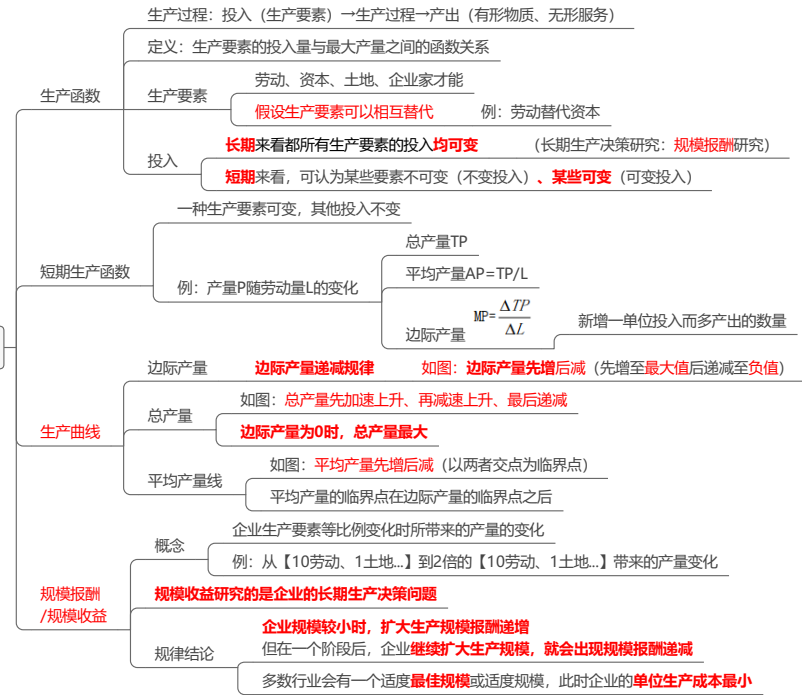 生产过程：投入（生产要素）→生产过程→产出（有形物质、无形服务）
定义：生产要素的投入量与最大产量之间的函数关系
生产函数
生产要素
劳动、资本、土地、企业家才能
假设生产要素可以相互替代 例：劳动替代资本
投入
长期来看都所有生产要素的投入均可变 （长期生产决策研究：规模报酬研究）
短期来看，可认为某些要素不可变（不变投入）、某些可变（可变投入）
一种生产要素可变，其他投入不变
短期生产函数
例：产量P随劳动量L的变化
总产量TP
平均产量AP=TP/L
边际产量 MP=ΔTP/ΔL
新增一单位投入而多产出的数量
边际产量 边际产量递减规律 如图：边际产量先增后减（先增至最大值后递减至负值）
生产曲线
总产量
如图：总产量先加速上升、再减速上升、最后递减
边际产量为0时，总产量最大
平均产量线
如图：平均产量先增后减（以两者交点为临界点）
平均产量的临界点在边际产量的临界点之后
规模报酬
/规模收益
概念
企业生产要素等比例变化时所带来的产量的变化
例：从【10劳动、1土地...】到2倍的【10劳动、1土地...】带来的产量变化
规模收益研究的是企业的长期生产决策问题
规律结论
企业规模较小时，扩大生产规模报酬递增
但在一个阶段后，企业继续扩大生产规模，就会出现规模报酬递减
多数行业会有一个适度最佳规模或适度规模，此时企业的单位生产成本最小